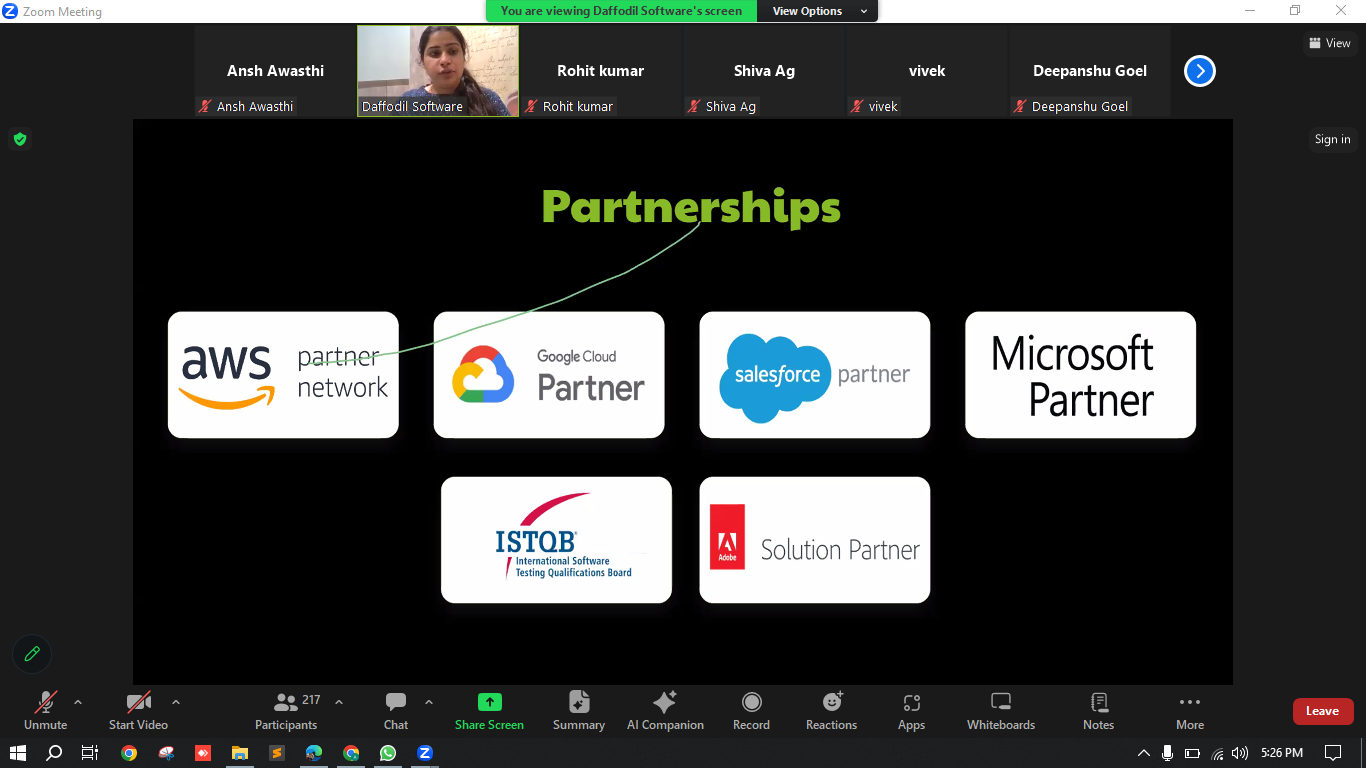 Zoom Meeting
You are viewing Daffodil Software's screen
View Options
View
Ansh Awasthi
Rohit kumar
Shiva Ag
vivek
Deepanshu Goel
Ansh Awasthi
Daffodil Software
Rohit kumar
Shiva Ag
vivek
Deepanshu Goel
Sign in
Partnerships
aws partner
network
Google Cloud
Partner
salesforce partner
Microsoft
Partner
ISTQB®
International Software
Testing Qualifications Board
Adobe
Solution Partner
Unmute
Start Video
217
Participants
Chat
Share Screen
Summary
AI Companion
Record
Reactions
Apps
Whiteboards
Notes
More
Leave
5:26 PM